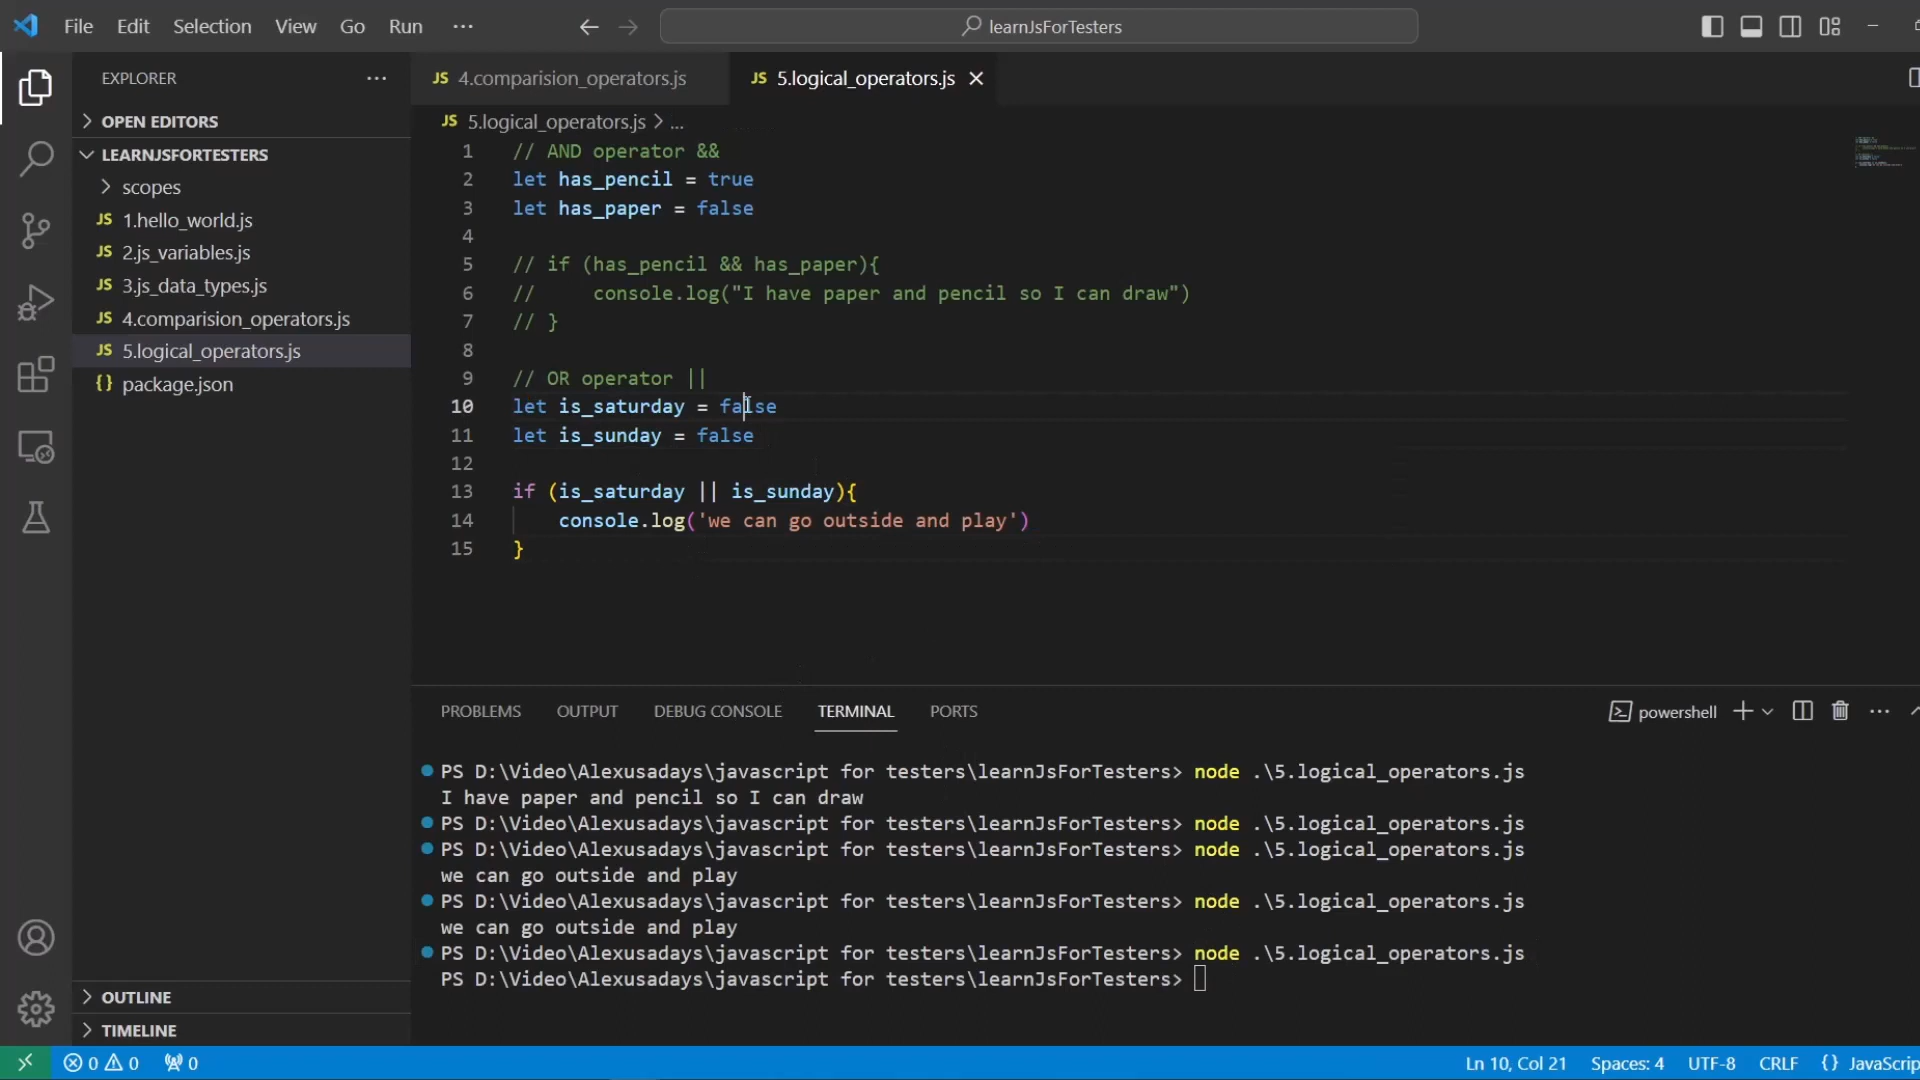 File Edit Selection View Go Run ··· learnJsForTesters
EXPLORER ···
OPEN EDITORS
LEARNJSFORTESTERS
scopes
JS 1.hello_world.js
JS 2.js_variables.js
JS 3.js_data_types.js
JS 4.comparision_operators.js
JS 5.logical_operators.js
{} package.json
OUTLINE
TIMELINE
JS 4.comparision_operators.js JS 5.logical_operators.js
JS 5.logical_operators.js > ...
1 // AND operator &&
2 let has_pencil = true
3 let has_paper = false
4
5 // if (has_pencil && has_paper){
6 //     console.log("I have paper and pencil so I can draw")
7 // }
8
9 // OR operator ||
10 let is_saturday = false
11 let is_sunday = false
12
13 if (is_saturday || is_sunday){
14     console.log('we can go outside and play')
15 }
PROBLEMS OUTPUT DEBUG CONSOLE TERMINAL PORTS powershell ···
PS D:\Video\Alexusadays\javascript for testers\learnJsForTesters> node .\5.logical_operators.js
I have paper and pencil so I can draw
PS D:\Video\Alexusadays\javascript for testers\learnJsForTesters> node .\5.logical_operators.js
PS D:\Video\Alexusadays\javascript for testers\learnJsForTesters> node .\5.logical_operators.js
we can go outside and play
PS D:\Video\Alexusadays\javascript for testers\learnJsForTesters> node .\5.logical_operators.js
we can go outside and play
PS D:\Video\Alexusadays\javascript for testers\learnJsForTesters> node .\5.logical_operators.js
PS D:\Video\Alexusadays\javascript for testers\learnJsForTesters>
0 0 0 Ln 10, Col 21 Spaces: 4 UTF-8 CRLF {} JavaScrip